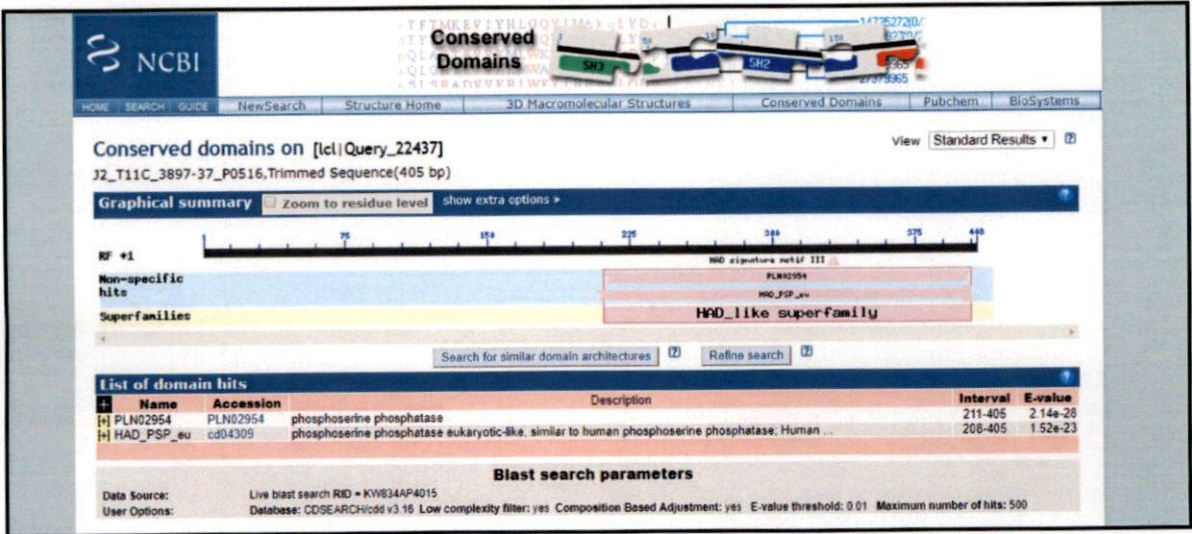 NCBI
Conserved
Domains
SH3
SH2
HOME SEARCH GUIDE NewSearch Structure Home 3D Macromolecular Structures Conserved Domains Pubchem BioSystems
Conserved domains on [lcl|Query_22437]
View Standard Results
J2_T11C_3897-37_P0516,Trimmed Sequence(405 bp)
Graphical summary Zoom to residue level show extra options »
1 75 150 225 300 375 405
RF +1
HAD signature motif III
Non-specific
hits
PLN02954
HAD_PSP_eu
Superfamilies HAD_like superfamily
Search for similar domain architectures Refine search
List of domain hits
Name Accession Description Interval E-value
[+] PLN02954 PLN02954 phosphoserine phosphatase 211-405 2.14e-28
[+] HAD_PSP_eu cd04309 phosphoserine phosphatase eukaryotic-like, similar to human phosphoserine phosphatase; Human ... 208-405 1.52e-23
Blast search parameters
Data Source: Live blast search RID = KW834AP4015
User Options: Database: CDSEARCH/cdd v3.16 Low complexity filter: yes Composition Based Adjustment: yes E-value threshold: 0.01 Maximum number of hits: 500